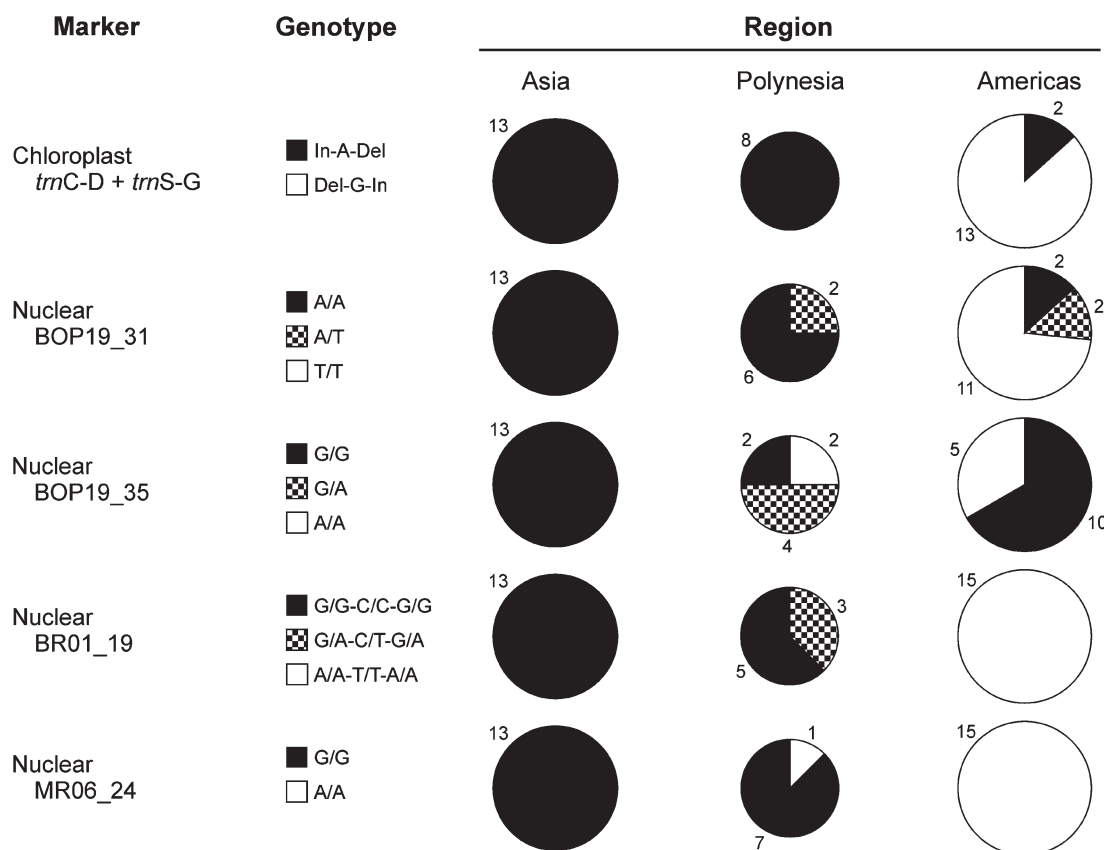 Marker Genotype Region
Asia Polynesia Americas
Chloroplast
trnC-D + trnS-G
In-A-Del
Del-G-In
13
8
2
13
Nuclear
BOP19_31
A/A
A/T
T/T
13
2
6
2
2
11
Nuclear
BOP19_35
G/G
G/A
A/A
13
2
2
4
5
10
Nuclear
BR01_19
G/G-C/C-G/G
G/A-C/T-G/A
A/A-T/T-A/A
13
3
5
15
Nuclear
MR06_24
G/G
A/A
13
1
7
15